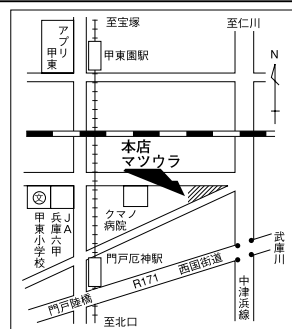 至宝塚
至仁川
アプリ甲東
甲東園駅
N
本店
マツウラ
文
甲東小学校
兵庫六甲
JA
クマノ
病院
門戸厄神駅
門戸陸橋
R171
西国街道
武庫川
中津浜線
至北口